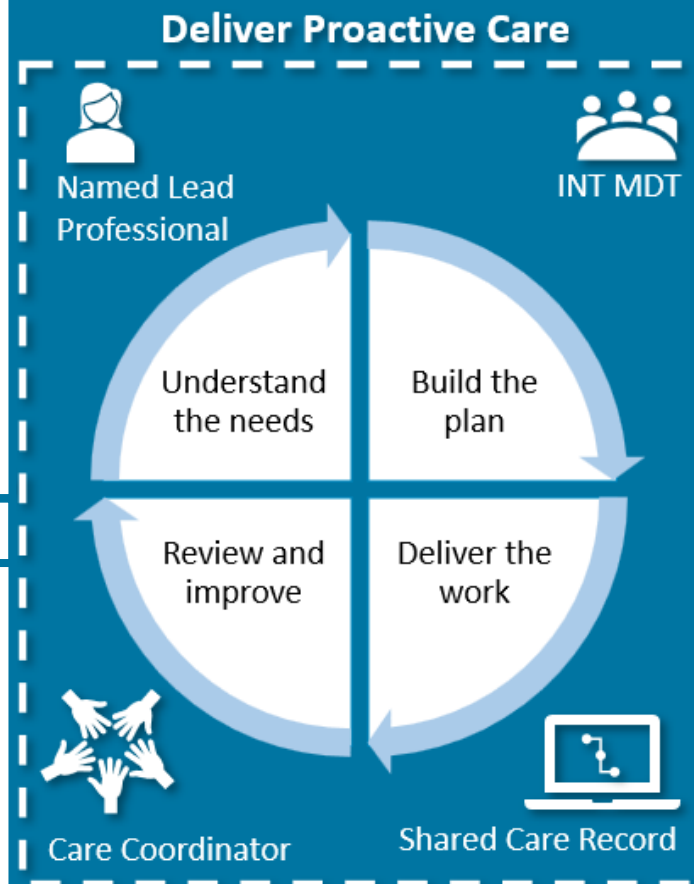 Deliver Proactive Care
Named Lead
Professional
INT MDT
Understand
the needs
Build the
plan
Review and
improve
Deliver the
work
Care Coordinator
Shared Care Record